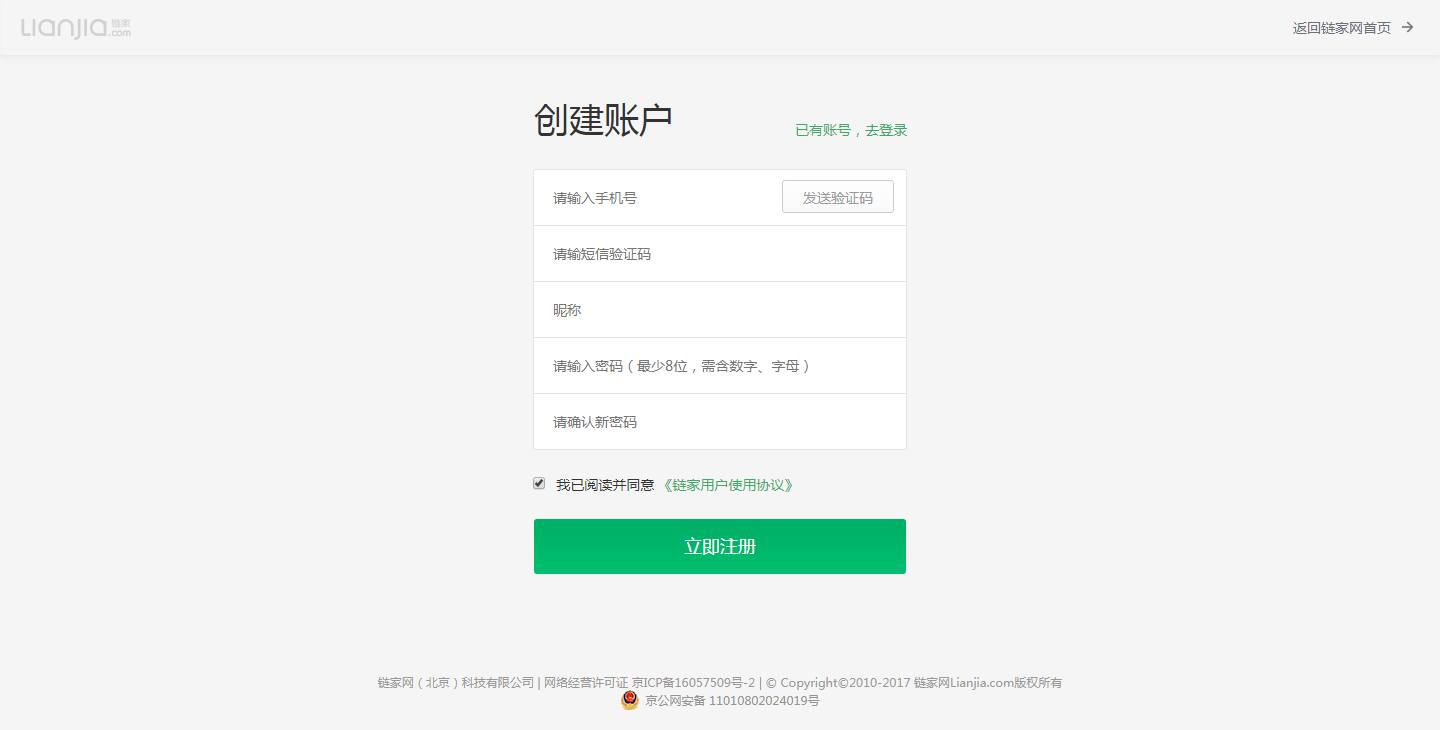 Lianjia.com 链家
返回链家网首页 →
创建账户
已有账号，去登录
请输入手机号
发送验证码
请输短信验证码
昵称
请输入密码（最少8位，需含数字、字母）
请确认新密码
我已阅读并同意 《链家用户使用协议》
立即注册
链家网（北京）科技有限公司 | 网络经营许可证 京ICP备16057509号-2 | © Copyright©2010-2017 链家网Lianjia.com版权所有
京公网安备 11010802024019号